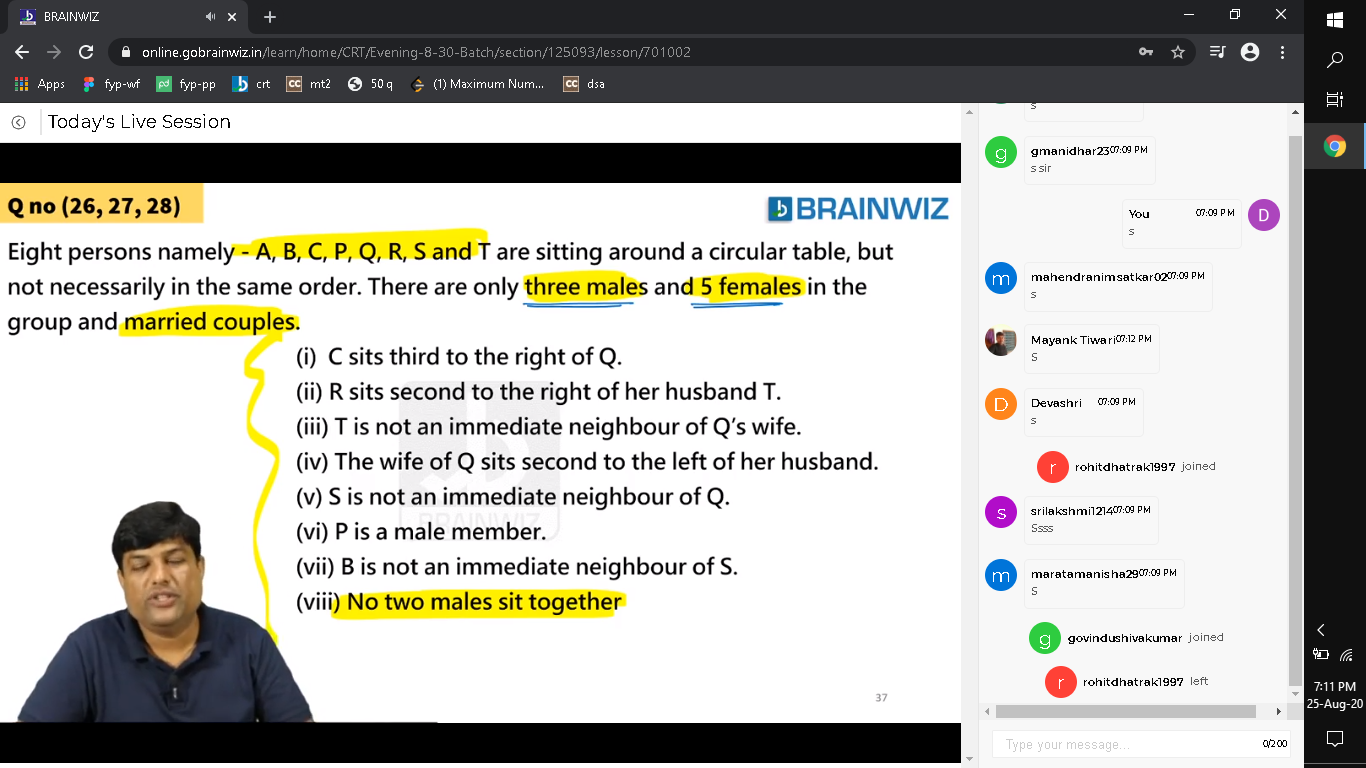 BRAINWIZ
online.gobrainwiz.in/learn/home/CRT/Evening-8-30-Batch/section/125093/lesson/701002
Apps fyp-wf fyp-pp crt mt2 50 q (1) Maximum Num... dsa
Today's Live Session
Q no (26, 27, 28)
BRAINWIZ
Eight persons namely - A, B, C, P, Q, R, S and T are sitting around a circular table, but
not necessarily in the same order. There are only three males and 5 females in the
group and married couples.
(i) C sits third to the right of Q.
(ii) R sits second to the right of her husband T.
(iii) T is not an immediate neighbour of Q's wife.
(iv) The wife of Q sits second to the left of her husband.
(v) S is not an immediate neighbour of Q.
(vi) P is a male member.
(vii) B is not an immediate neighbour of S.
(viii) No two males sit together
BRAINWIZ
37
s
g
gmanidhar23 07:09 PM
s sir
You 07:09 PM
s
D
m
mahendranimsatkar02 07:09 PM
s
Mayank Tiwari 07:12 PM
S
D
Devashri 07:09 PM
s
r rohitdhatrak1997 joined
s
srilakshmi1214 07:09 PM
Ssss
m
maratamanisha29 07:09 PM
S
g govindushivakumar joined
r rohitdhatrak1997 left
Type your message... 0/200
7:11 PM
25-Aug-20